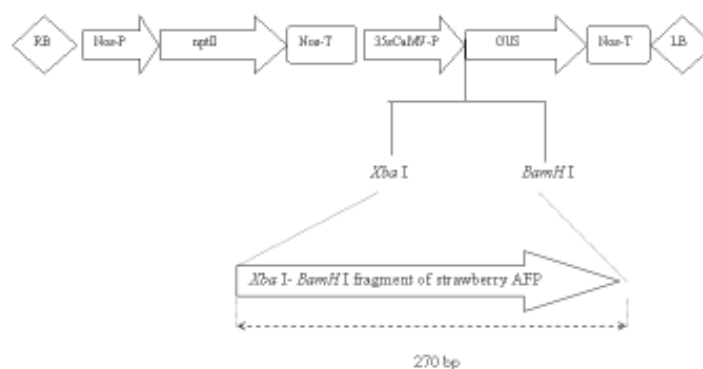 RB Nos-P nptII Nos-T 35sCaMV-P GUS Nos-T LB
Xba I BamH I
Xba I- BamH I fragment of strawberry AFP
270 bp